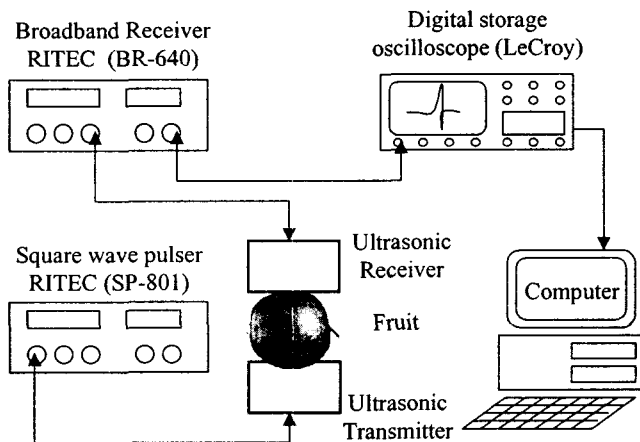 Broadband Receiver
RITEC (BR-640)
Digital storage
oscilloscope (LeCroy)
Square wave pulser
RITEC (SP-801)
Ultrasonic
Receiver
Fruit
Computer
Ultrasonic
Transmitter